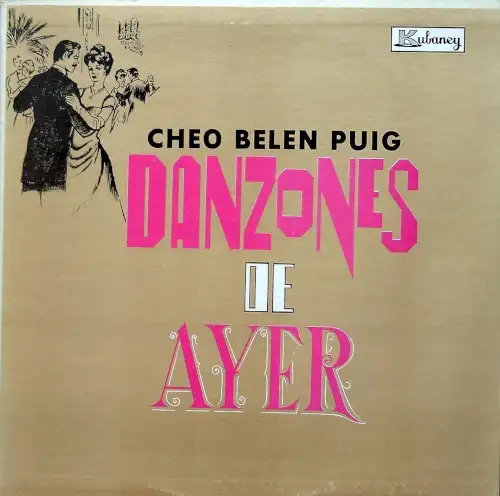 Kubaney
CHEO BELEN PUIG
DANZONES
DE
AYER